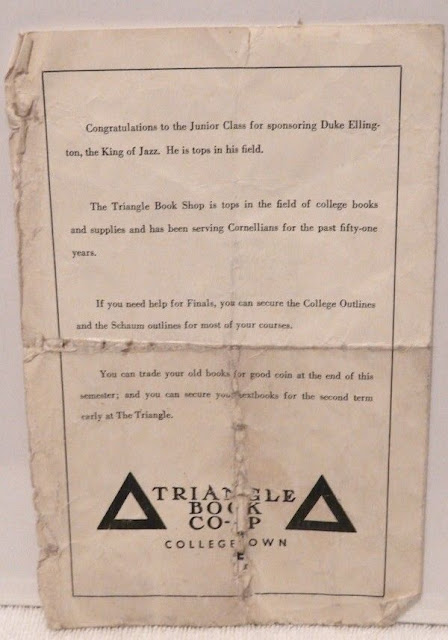 Congratulations to the Junior Class for sponsoring Duke Elling-
ton, the King of Jazz. He is tops in his field.
The Triangle Book Shop is tops in the field of college books
and supplies and has been serving Cornellians for the past fifty-one
years.
If you need help for Finals, you can secure the College Outlines
and the Schaum outlines for most of your courses.
You can trade your old books for good coin at the end of this
semester; and you can secure your textbooks for the second term
early at The Triangle.
TRIANGLE
BOOK
CO-OP
COLLEGETOWN